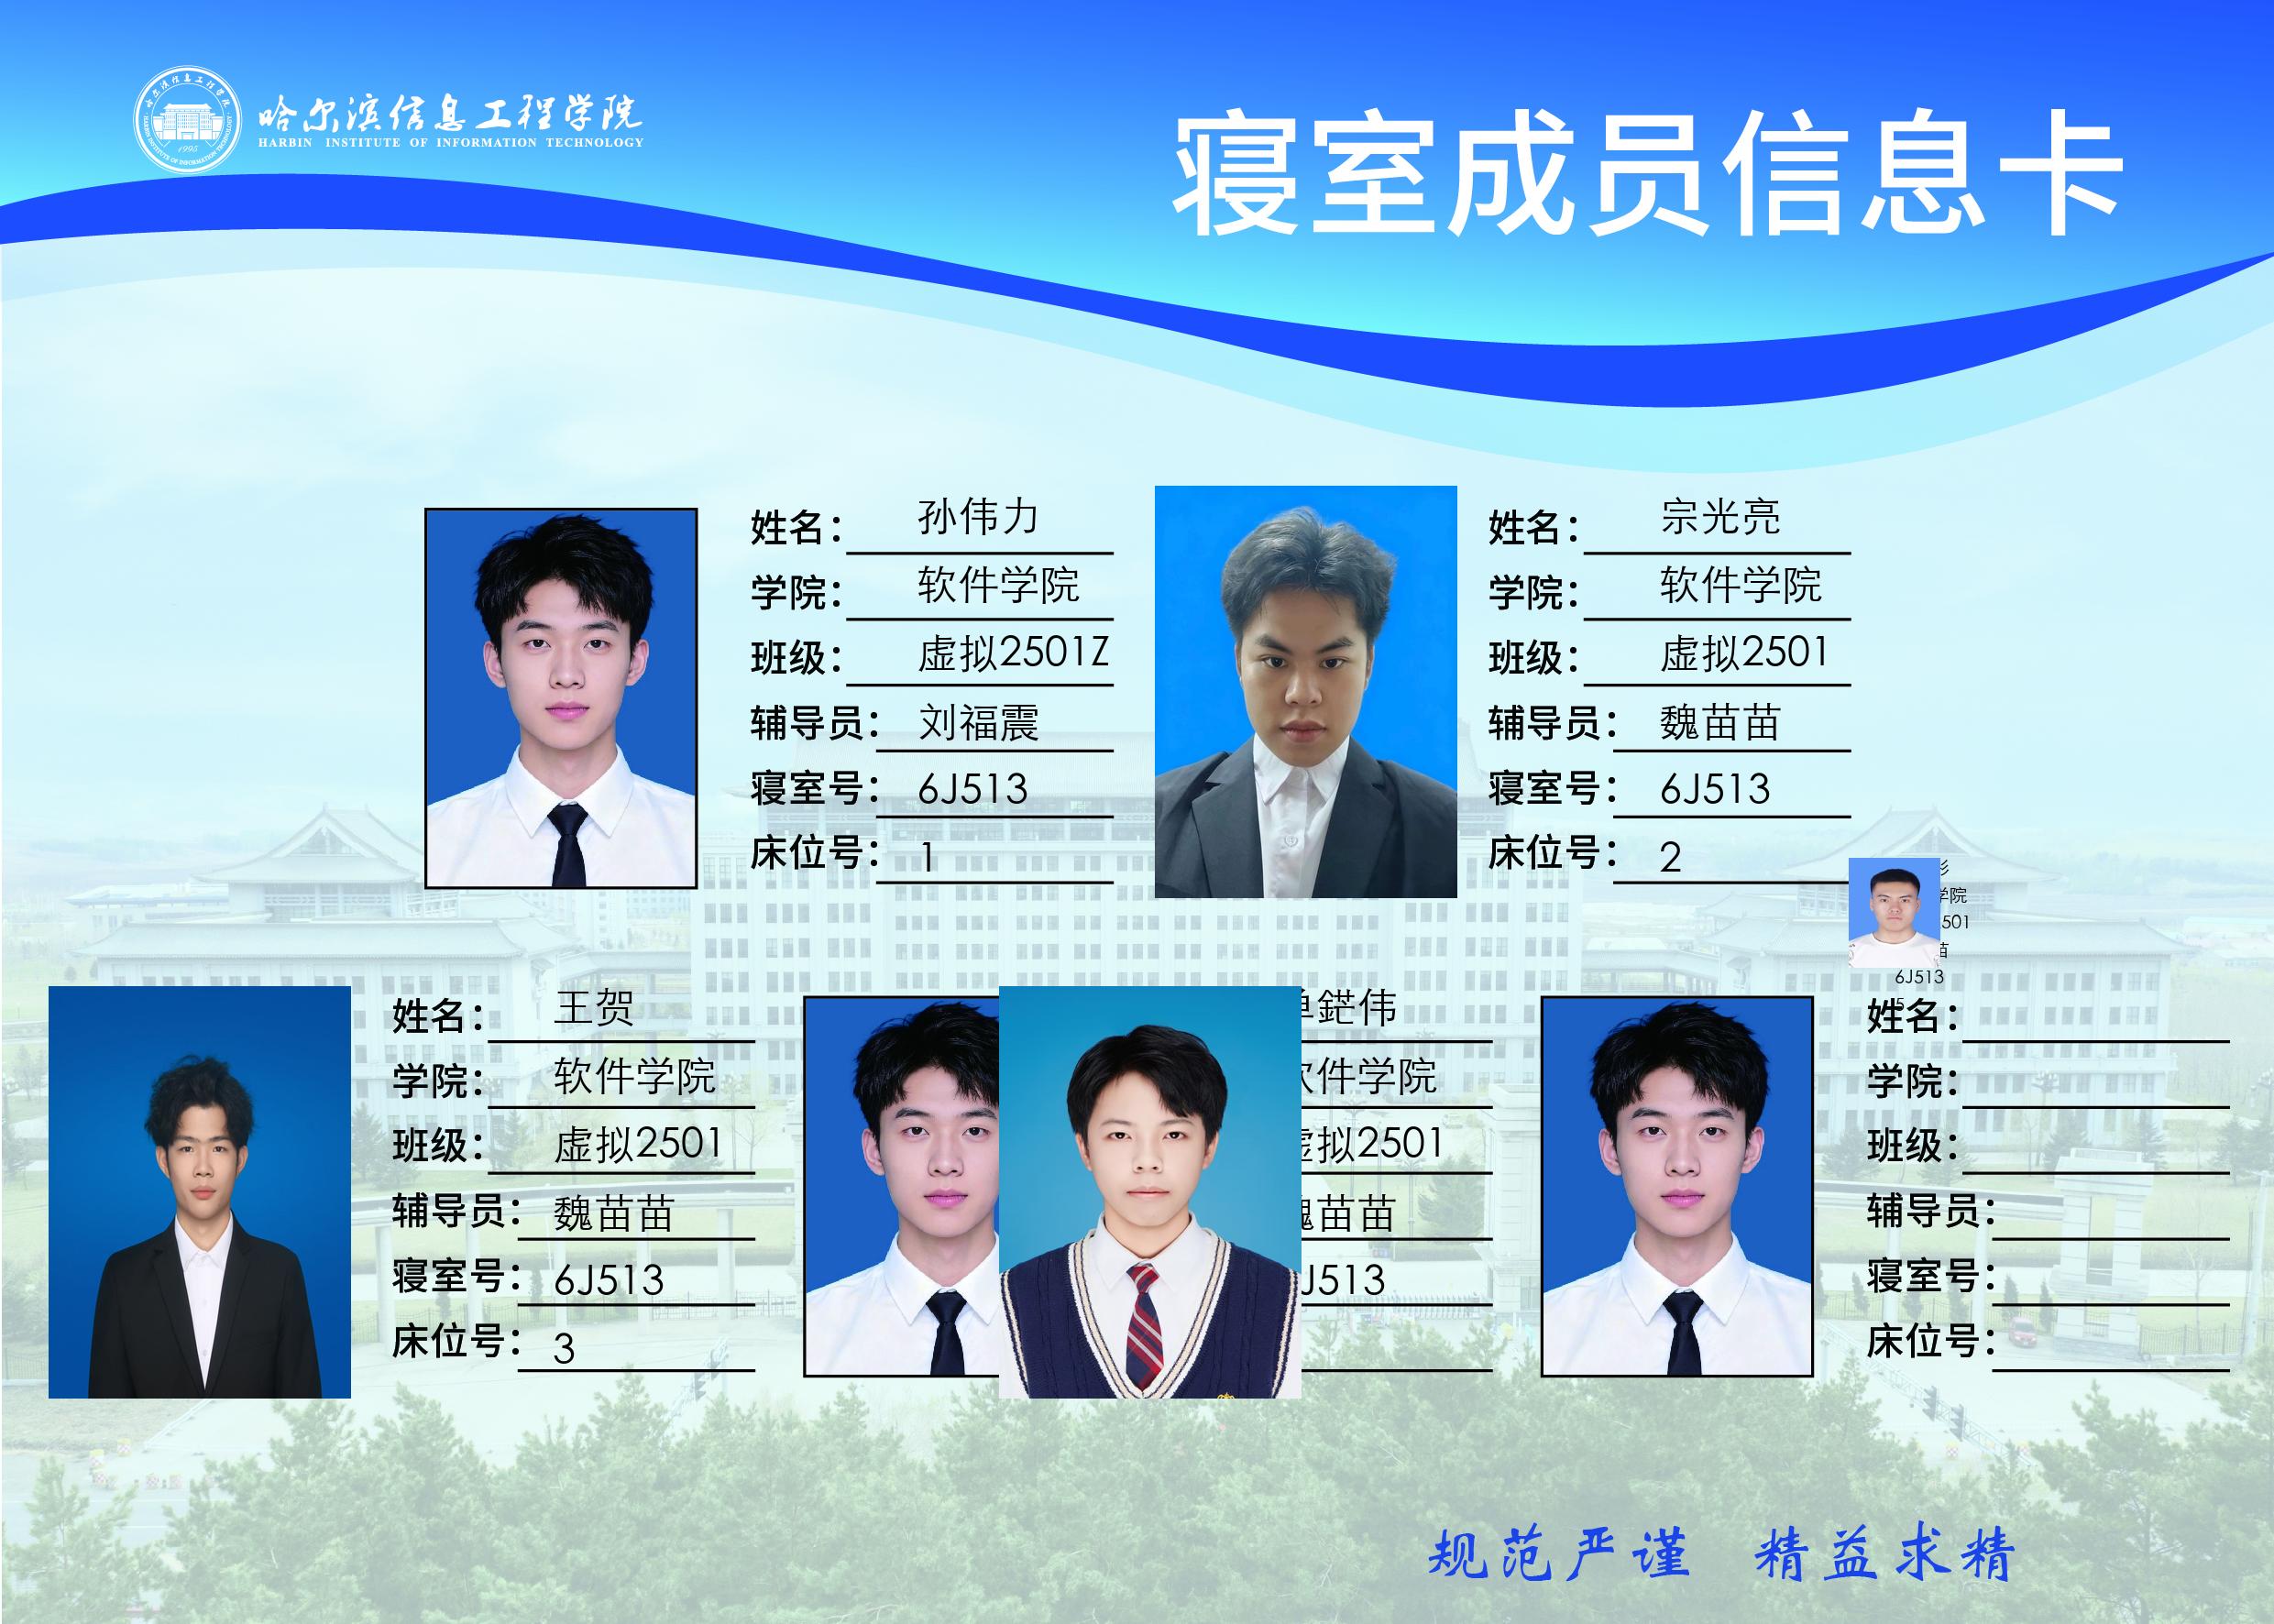 哈尔滨信息工程学院
HARBIN INSTITUTE OF INFORMATION TECHNOLOGY
1995
寝室成员信息卡
姓名： 孙伟力
学院： 软件学院
班级： 虚拟2501Z
辅导员： 刘福震
寝室号： 6J513
床位号： 1
姓名： 宗光亮
学院： 软件学院
班级： 虚拟2501
辅导员： 魏苗苗
寝室号： 6J513
床位号： 2
学院
501
苗
6J513
5
姓名： 王贺
学院： 软件学院
班级： 虚拟2501
辅导员： 魏苗苗
寝室号： 6J513
床位号： 3
伟
件学院
拟2501
苗苗
J513
姓名：
学院：
班级：
辅导员：
寝室号：
床位号：
规范严谨 精益求精